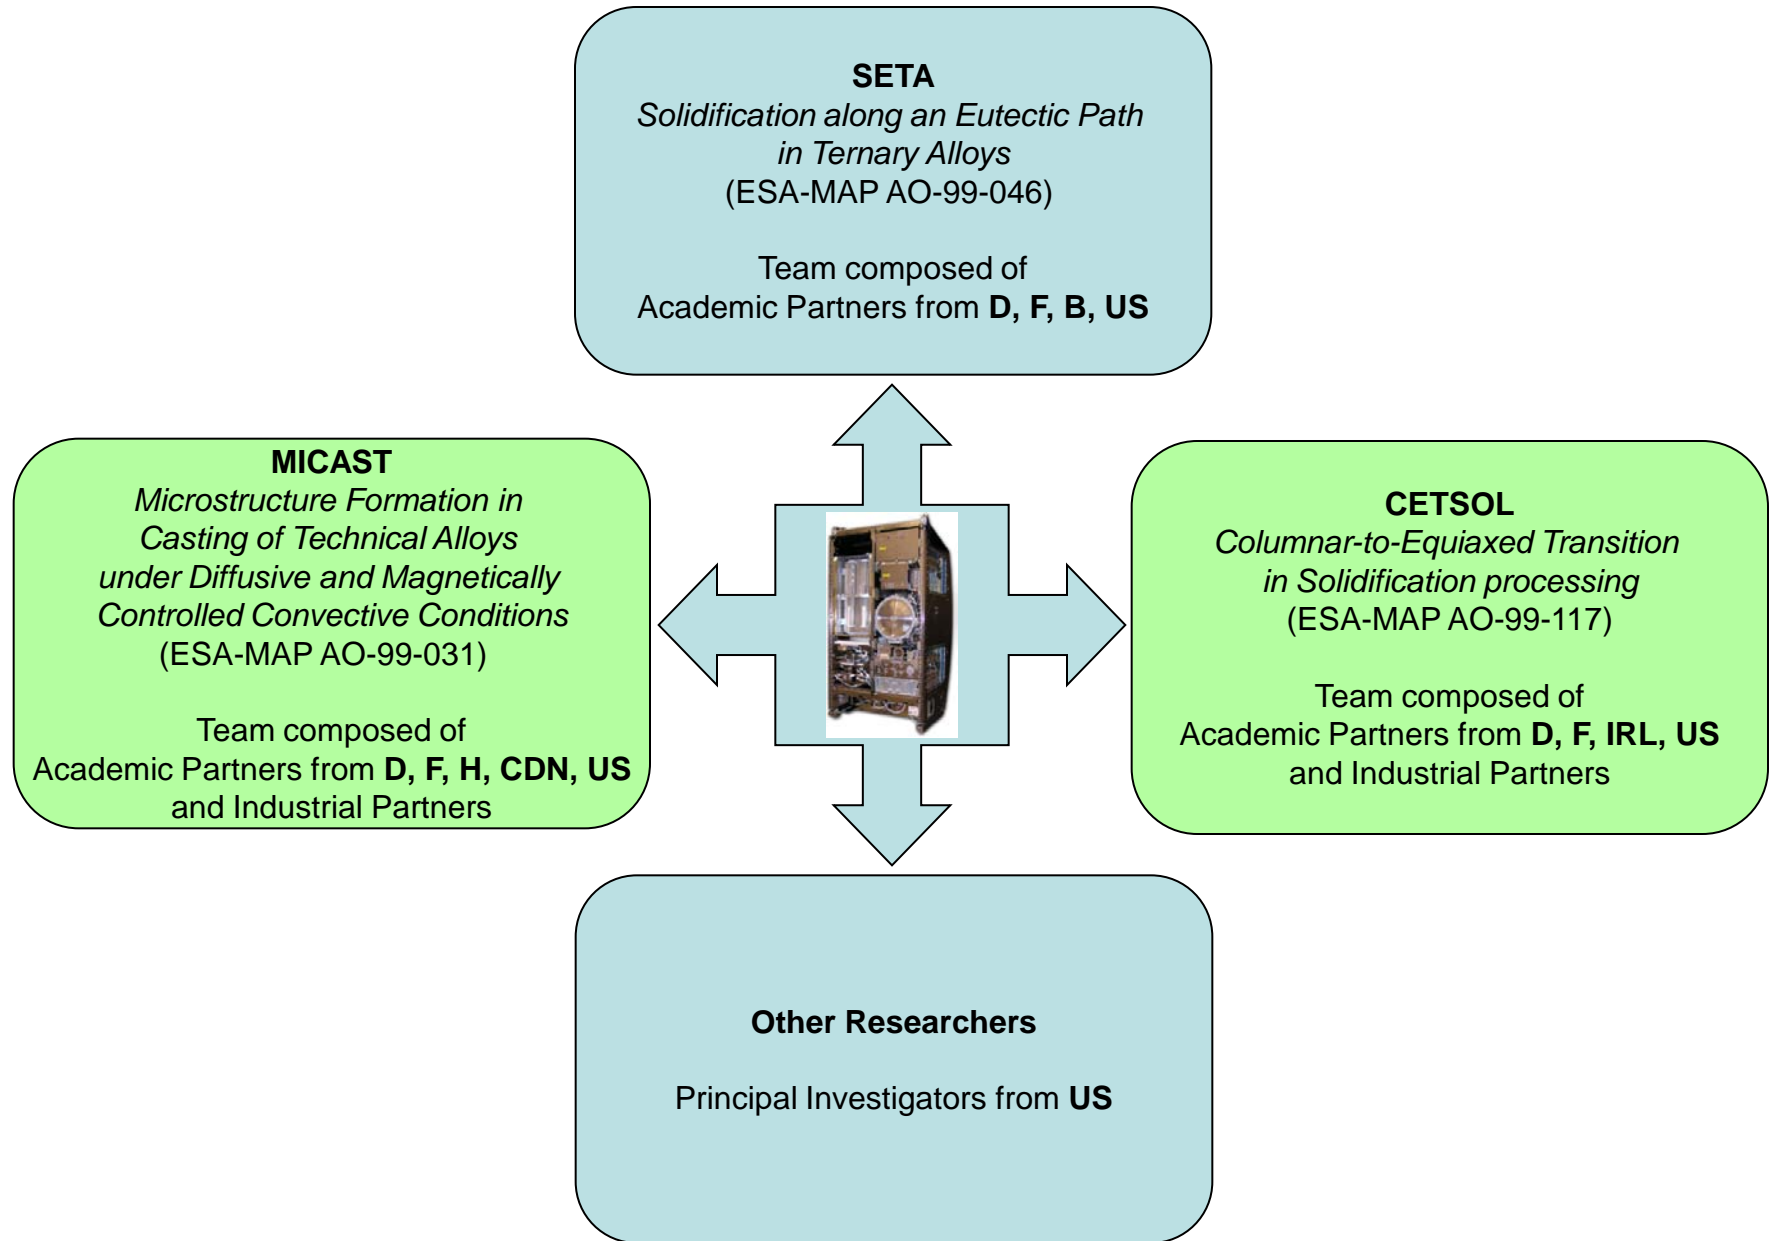 SETA
Solidification along an Eutectic Path
in Ternary Alloys
(ESA-MAP AO-99-046)
Team composed of
Academic Partners from D, F, B, US
MICAST
Microstructure Formation in
Casting of Technical Alloys
under Diffusive and Magnetically
Controlled Convective Conditions
(ESA-MAP AO-99-031)
Team composed of
Academic Partners from D, F, H, CDN, US
and Industrial Partners
CETSOL
Columnar-to-Equiaxed Transition
in Solidification processing
(ESA-MAP AO-99-117)
Team composed of
Academic Partners from D, F, IRL, US
and Industrial Partners
Other Researchers
Principal Investigators from US